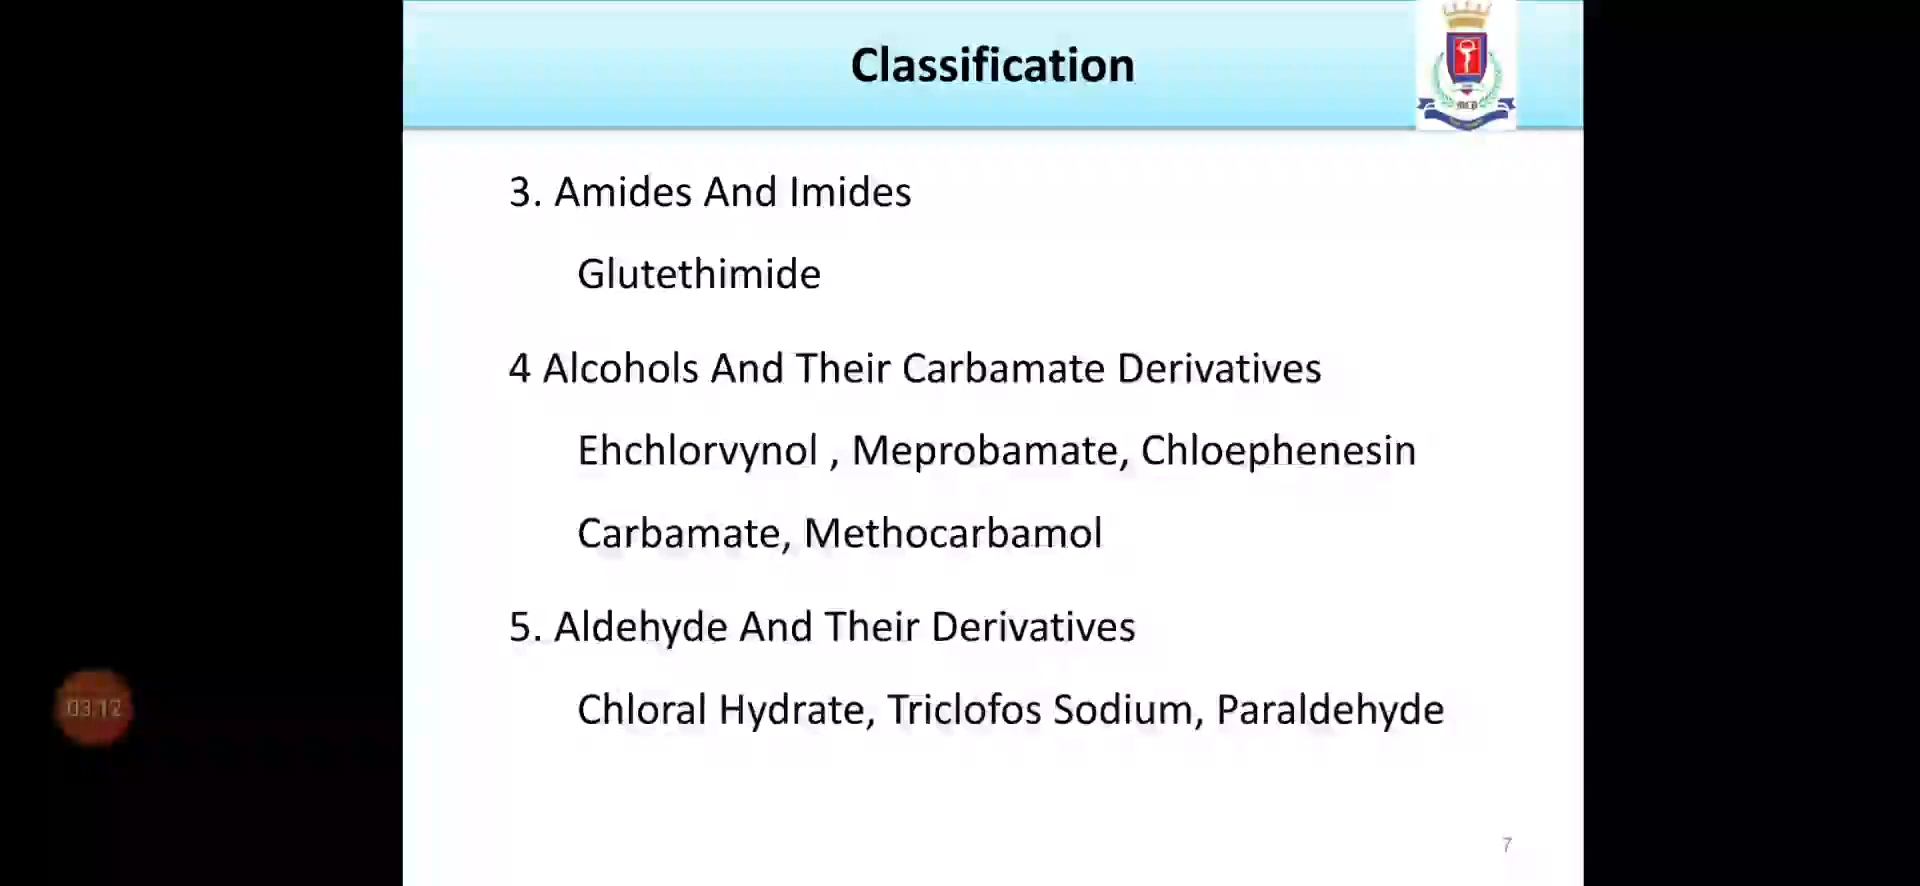 Classification
MCP
3. Amides And Imides
Glutethimide
4 Alcohols And Their Carbamate Derivatives
Ehchlorvynol , Meprobamate, Chloephenesin
Carbamate, Methocarbamol
5. Aldehyde And Their Derivatives
Chloral Hydrate, Triclofos Sodium, Paraldehyde
03:12
7